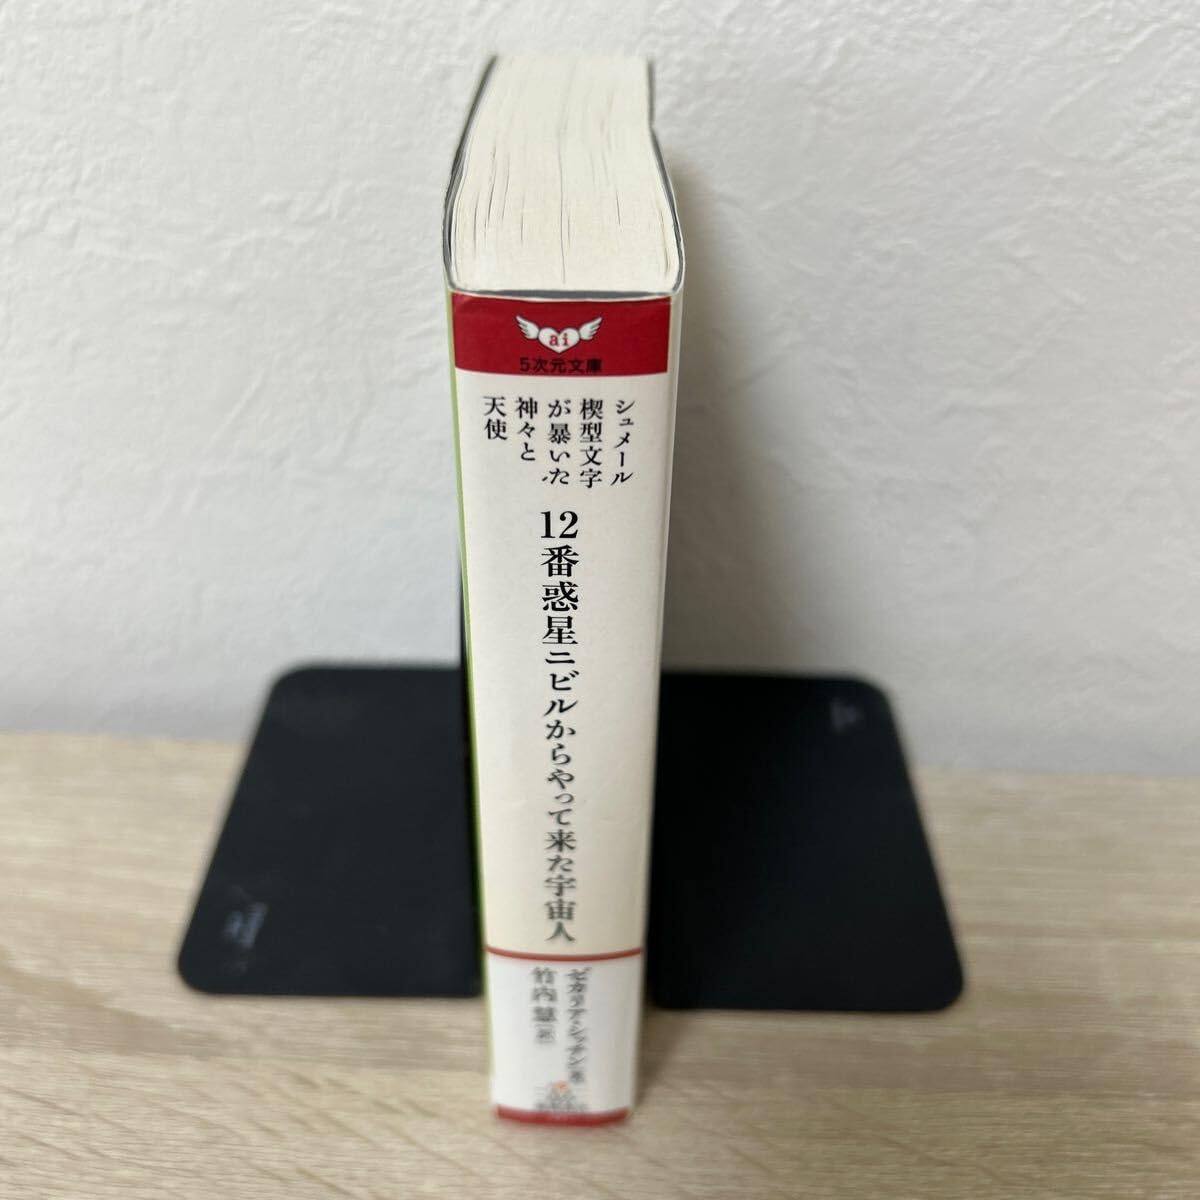 ai
5次元文庫
シュメール
楔型文字
が暴いた
神々と
天使
12番惑星ニビルからやって来た宇宙人
ゼカリア・シッチン
竹内 慧